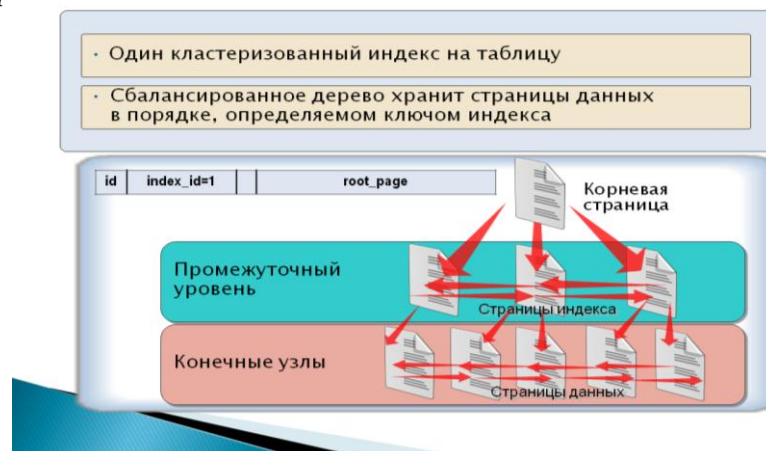 · Один кластеризованный индекс на таблицу
· Сбалансированное дерево хранит страницы данных
в порядке, определяемом ключом индекса
id index_id=1 root_page
Корневая
страница
Промежуточный
уровень
Страницы индекса
Конечные узлы
Страницы данных